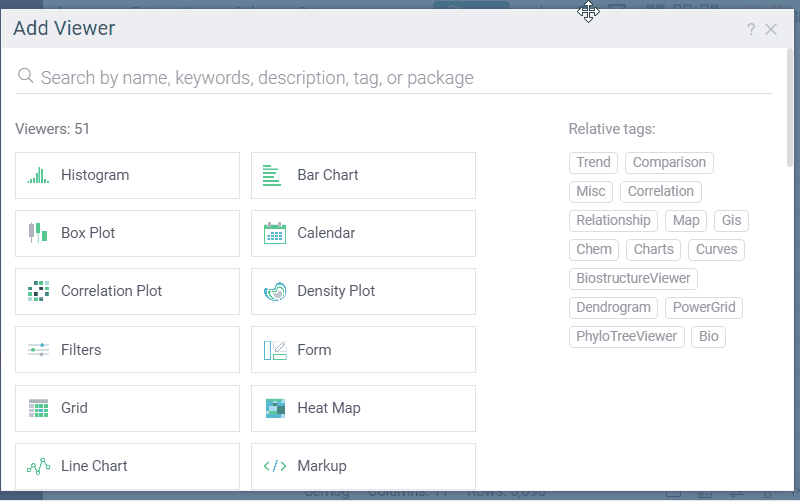 Add Viewer
?
Search by name, keywords, description, tag, or package
Viewers: 51
Relative tags:
Histogram
Bar Chart
Box Plot
Calendar
Correlation Plot
Density Plot
Filters
Form
Grid
Heat Map
Line Chart
Markup
Trend Comparison
Misc Correlation
Relationship Map Gis
Chem Charts Curves
BiostructureViewer
Dendrogram PowerGrid
PhyloTreeViewer Bio